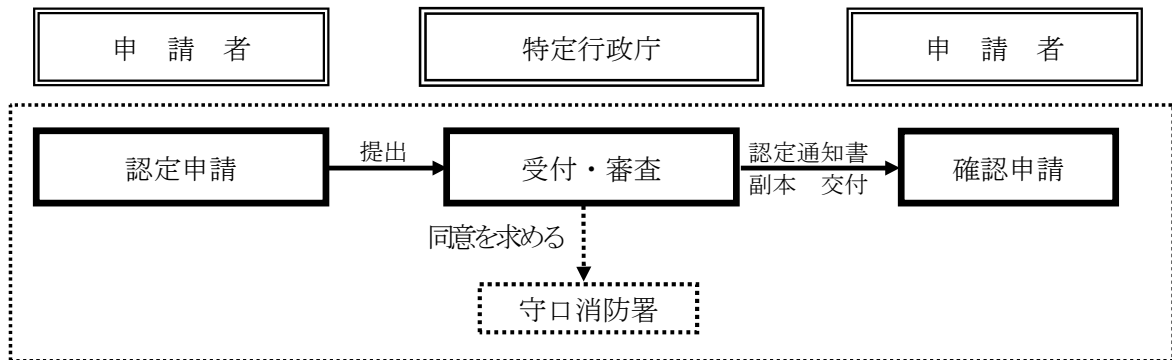 申　請　者
特定行政庁
申　請　者
認定申請
提出
受付・審査
認定通知書
副本　交付
確認申請
同意を求める
守口消防署